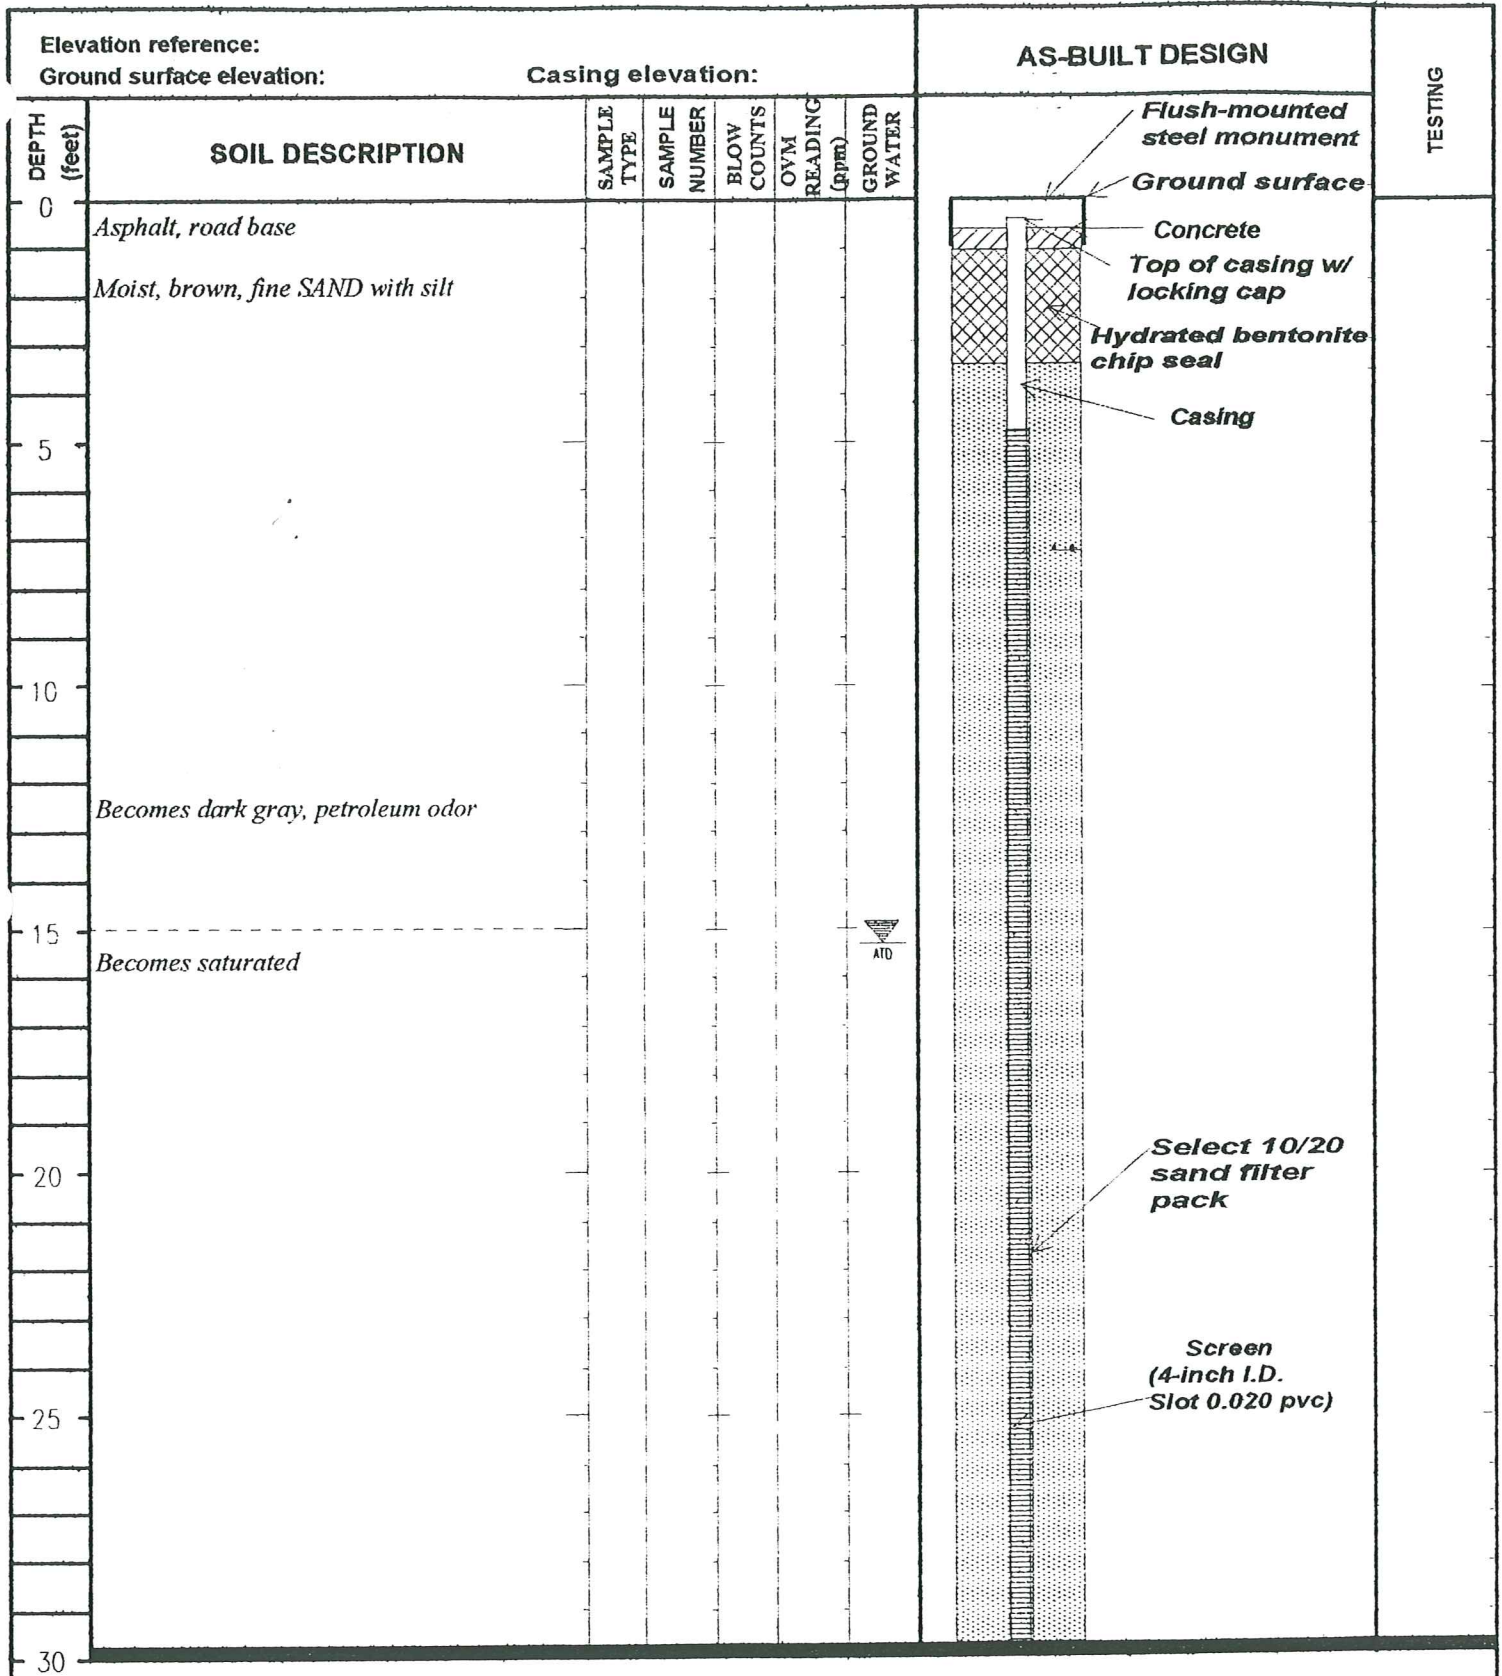 Elevation reference:
Ground surface elevation: Casing elevation:
AS-BUILT DESIGN
TESTING
DEPTH
(feet)
SOIL DESCRIPTION
SAMPLE
TYPE
SAMPLE
NUMBER
BLOW
COUNTS
OVM
READING
(ppm)
GROUND
WATER
Flush-mounted
steel monument
Ground surface
0
Asphalt, road base
Concrete
Top of casing w/
locking cap
Moist, brown, fine SAND with silt
Hydrated bentonite
chip seal
Casing
5
10
Becomes dark gray, petroleum odor
15
ATD
Becomes saturated
20
Select 10/20
sand filter
pack
Screen
(4-inch I.D.
Slot 0.020 pvc)
25
30